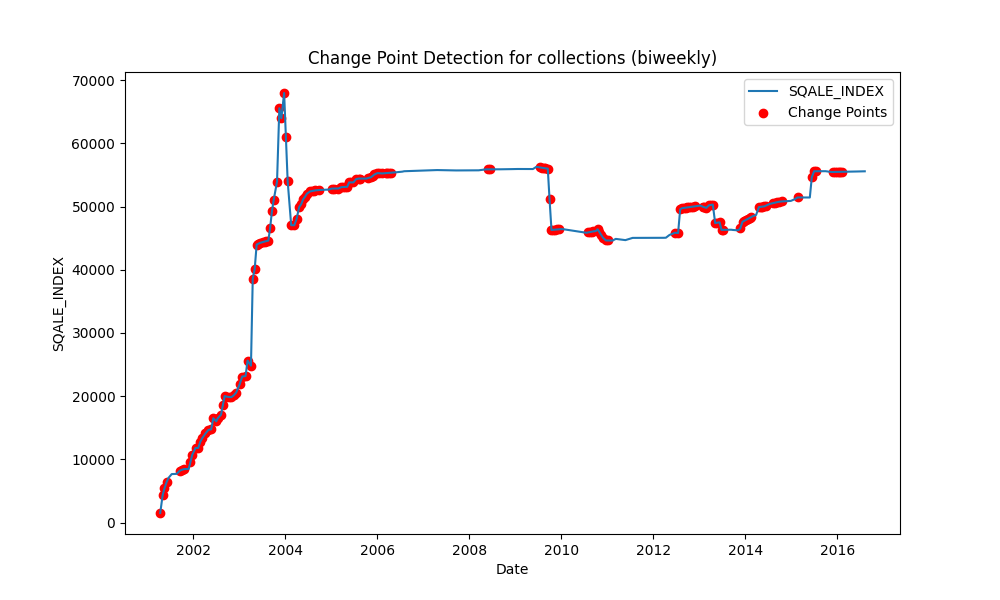 Change Point Detection for collections (biweekly)
SQALE_INDEX
Change Points
70000
60000
50000
40000
30000
20000
10000
0
SQALE_INDEX
2002 2004 2006 2008 2010 2012 2014 2016
Date